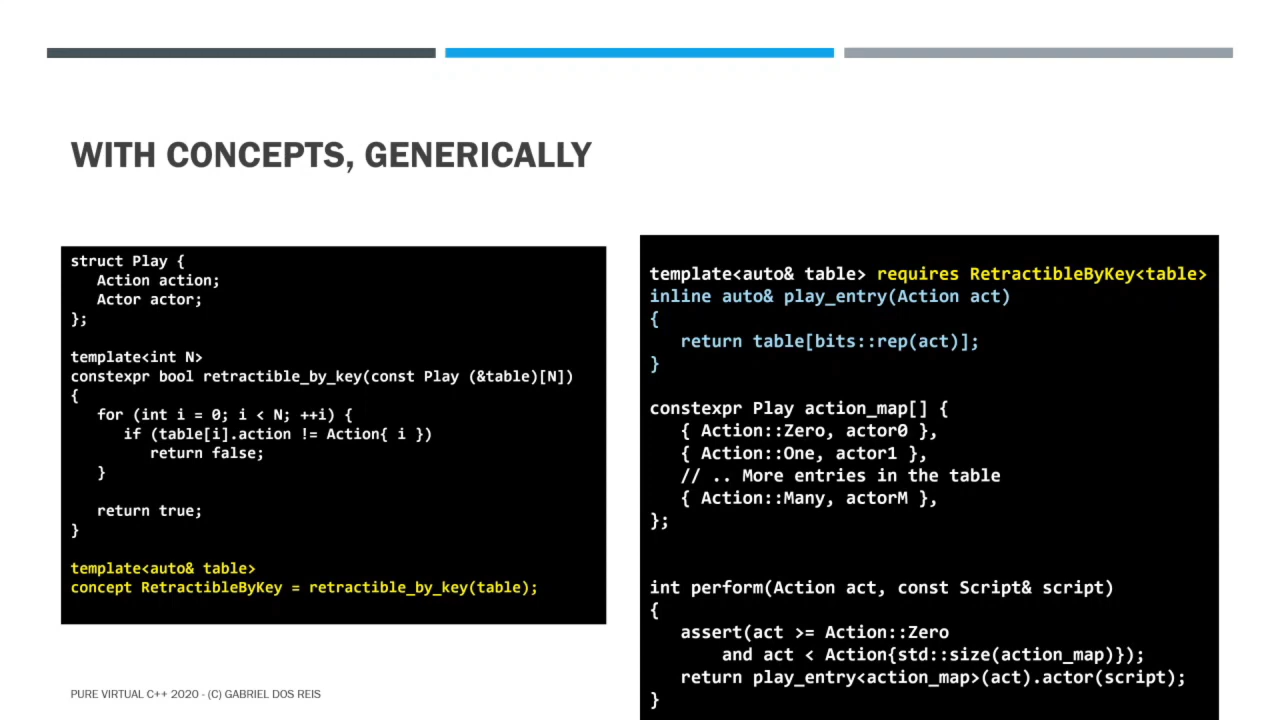 WITH CONCEPTS, GENERICALLY
struct Play {
   Action action;
   Actor actor;
};
template<int N>
constexpr bool retractible_by_key(const Play (&table)[N])
{
   for (int i = 0; i < N; ++i) {
      if (table[i].action != Action{ i })
         return false;
   }
   return true;
}
template<auto& table>
concept RetractibleByKey = retractible_by_key(table);
template<auto& table> requires RetractibleByKey<table>
inline auto& play_entry(Action act)
{
   return table[bits::rep(act)];
}
constexpr Play action_map[] {
   { Action::Zero, actor0 },
   { Action::One, actor1 },
   // .. More entries in the table
   { Action::Many, actorM },
};
int perform(Action act, const Script& script)
{
   assert(act >= Action::Zero
       and act < Action{std::size(action_map)});
   return play_entry<action_map>(act).actor(script);
}
PURE VIRTUAL C++ 2020 - (C) GABRIEL DOS REIS